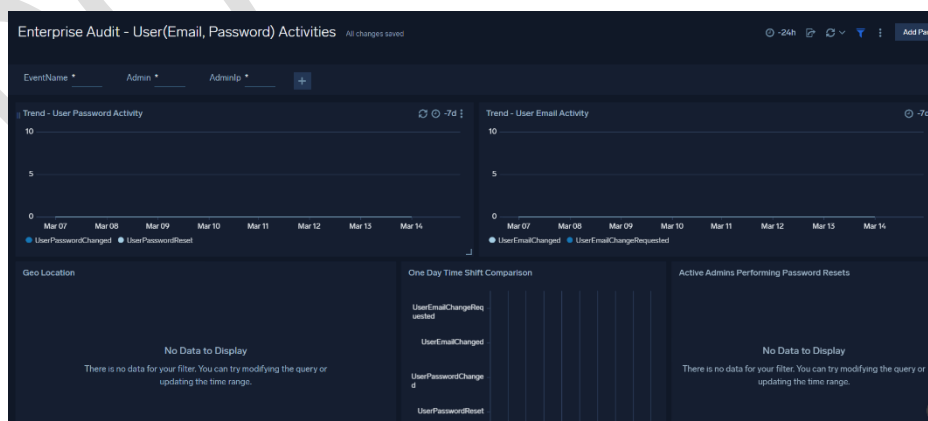 Enterprise Audit - User(Email, Password) Activities All changes saved
-24h
Add Pa
EventName * Admin * AdminIp *
+
Trend - User Password Activity -7d
10
5
0
Mar 07 Mar 08 Mar 09 Mar 10 Mar 11 Mar 12 Mar 13 Mar 14
UserPasswordChanged UserPasswordReset
Trend - User Email Activity -7d
10
5
0
Mar 07 Mar 08 Mar 09 Mar 10 Mar 11 Mar 12 Mar 13 Mar 14
UserEmailChanged UserEmailChangeRequested
Geo Location
No Data to Display
There is no data for your filter. You can try modifying the query or
updating the time range.
One Day Time Shift Comparison
UserEmailChangeReq
uested
UserEmailChanged
UserPasswordChange
d
UserPasswordReset
Active Admins Performing Password Resets
No Data to Display
There is no data for your filter. You can try modifying the query or
updating the time range.